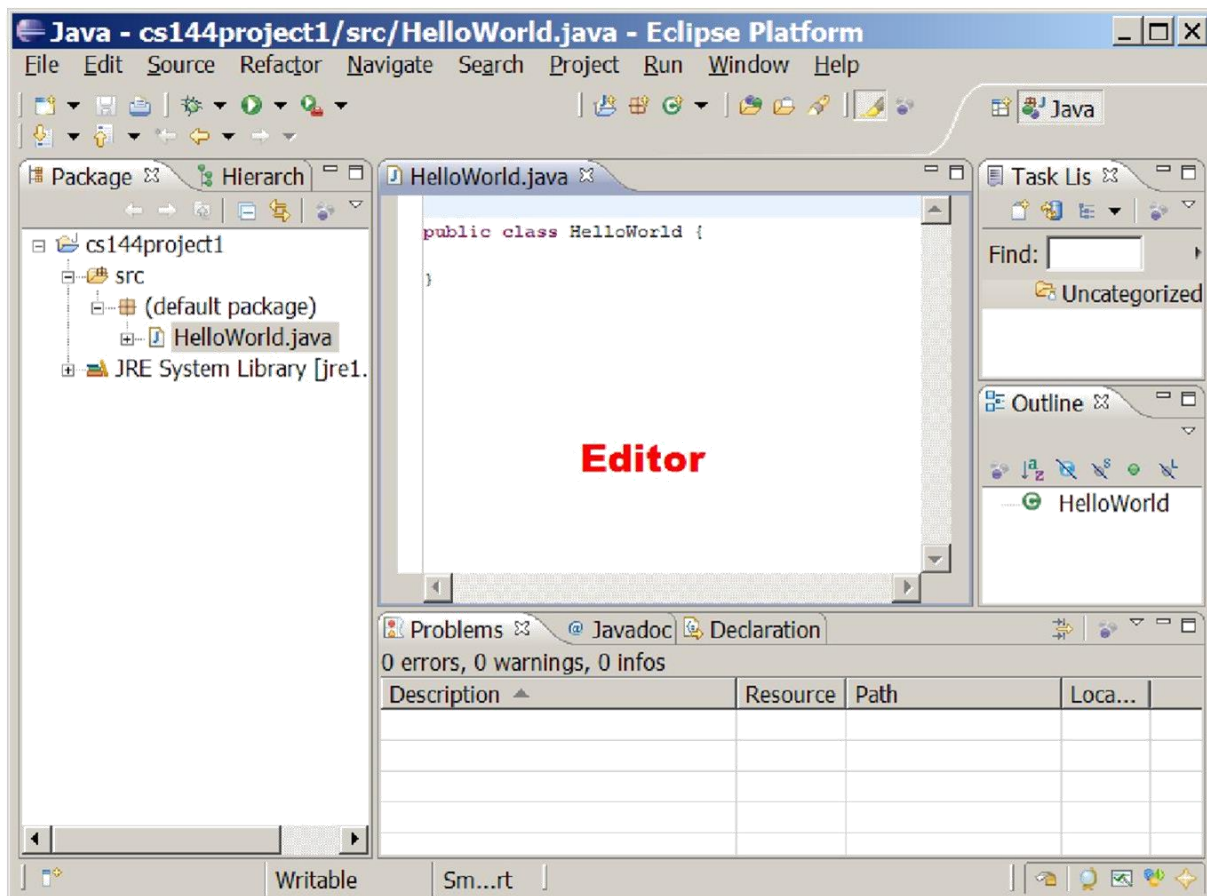 Java - cs144project1/src/HelloWorld.java - Eclipse Platform
File Edit Source Refactor Navigate Search Project Run Window Help
Java
Package Hierarch
cs144project1
src
(default package)
HelloWorld.java
JRE System Library [jre1.
HelloWorld.java
public class HelloWorld {
}
Editor
Task Lis
Find:
Uncategorized
Outline
HelloWorld
Problems @ Javadoc Declaration
0 errors, 0 warnings, 0 infos
Description Resource Path Loca...
Writable Sm...rt